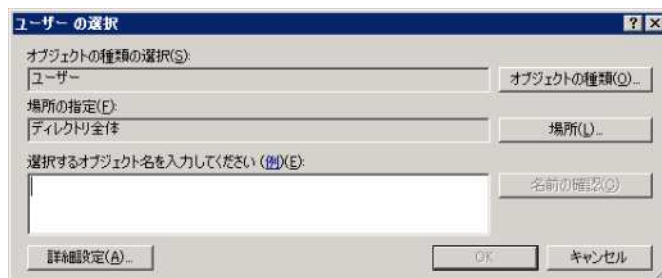 ユーザー の選択
オブジェクトの種類の選択(S):
ユーザー
オブジェクトの種類(O)...
場所の指定(F):
ディレクトリ全体
場所(L)...
選択するオブジェクト名を入力してください (例)(E):
名前の確認(C)
詳細設定(A)...
OK
キャンセル